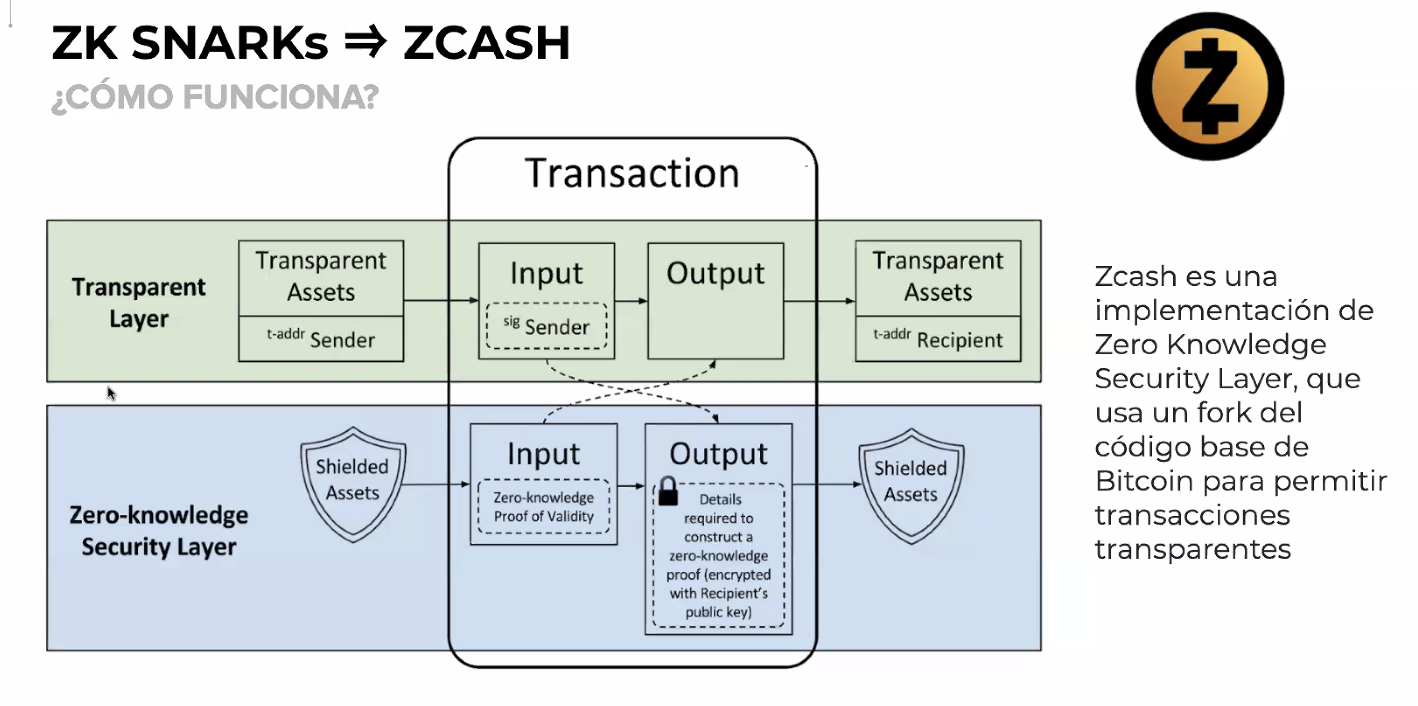 ZK SNARKs ⇒ ZCASH
¿CÓMO FUNCIONA?
Transaction
Transparent
Layer
Transparent
Assets
t-addr Sender
Input
sig Sender
Output
Transparent
Assets
t-addr Recipient
Zero-knowledge
Security Layer
Shielded
Assets
Input
Zero-knowledge
Proof of Validity
Output
Details
required to
construct a
zero-knowledge
proof (encrypted
with Recipient's
public key)
Shielded
Assets
Zcash es una
implementación de
Zero Knowledge
Security Layer, que
usa un fork del
código base de
Bitcoin para permitir
transacciones
transparentes